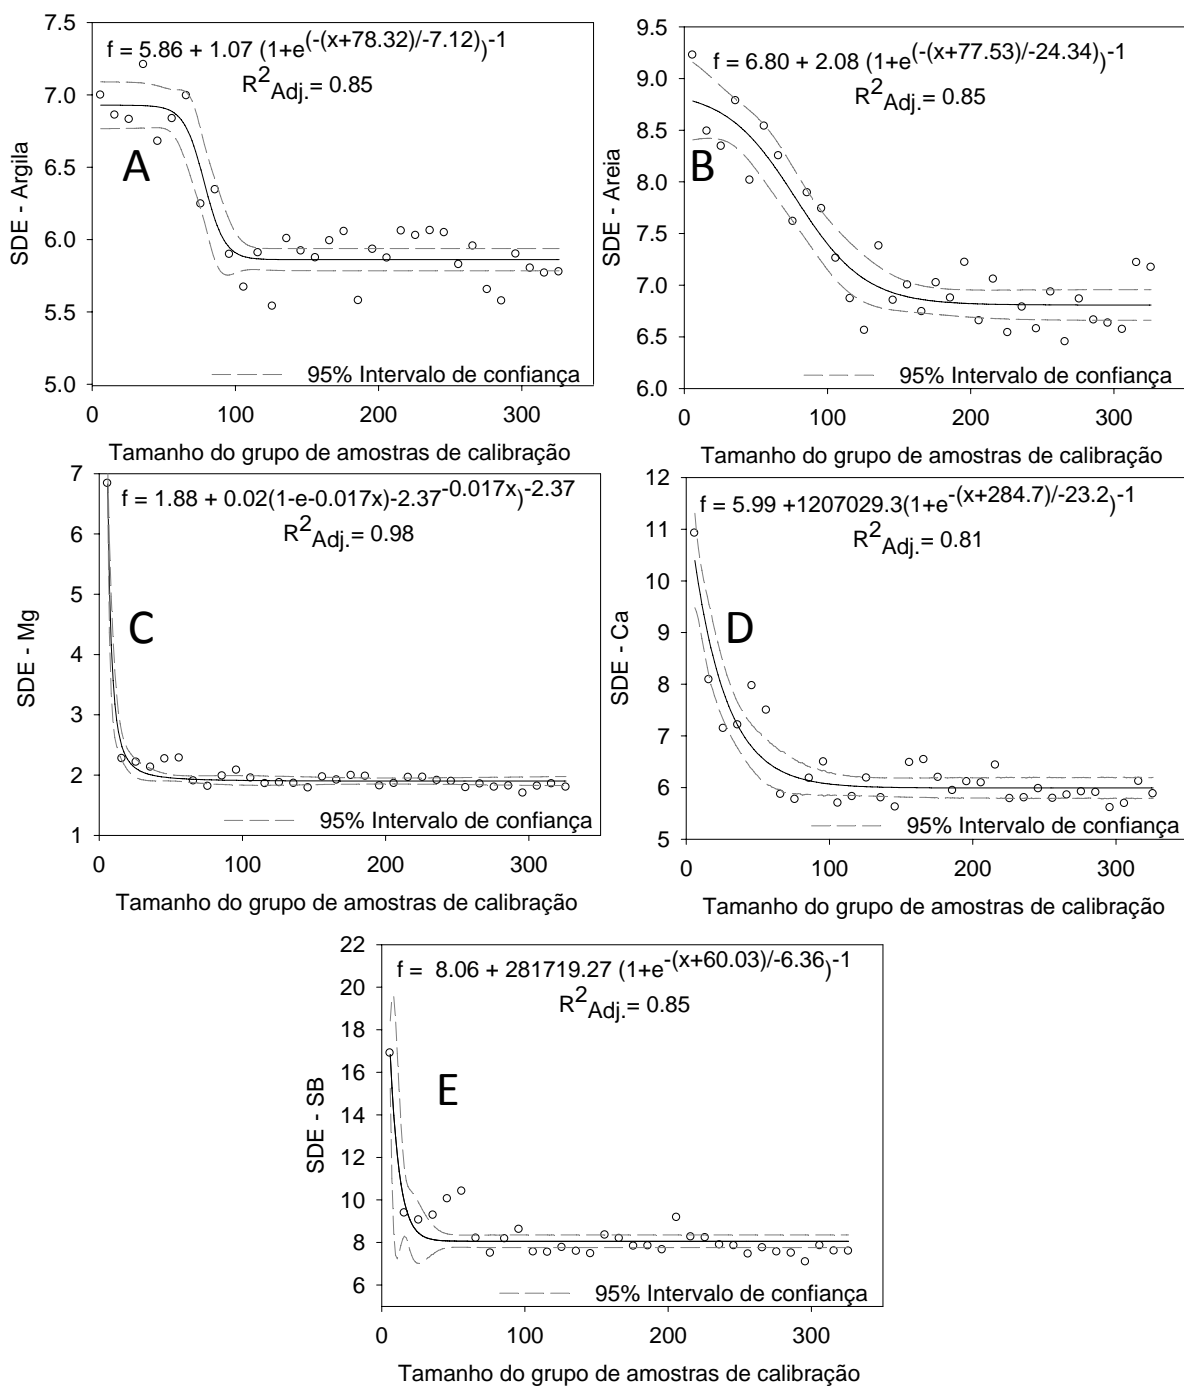 f = 5.86 + 1.07 (1+e(-(x+78.32)/-7.12))-1
R2Adj.= 0.85
A
SDE - Argila
7.5
7.0
6.5
6.0
5.5
5.0
95% Intervalo de confiança
0 100 200 300
Tamanho do grupo de amostras de calibração
f = 6.80 + 2.08 (1+e(-(x+77.53)/-24.34))-1
R2Adj.= 0.85
B
SDE - Areia
9.5
9.0
8.5
8.0
7.5
7.0
6.5
6.0
95% Intervalo de confiança
0 100 200 300
Tamanho do grupo de amostras de calibração
f = 1.88 + 0.02(1-e-0.017x)-2.37-0.017x)-2.37
R2Adj.= 0.98
C
SDE - Mg
7
6
5
4
3
2
1
95% Intervalo de confiança
0 100 200 300
Tamanho do grupo de amostras de calibração
f = 5.99 +1207029.3(1+e-(x+284.7)/-23.2)-1
R2Adj.= 0.81
D
SDE - Ca
12
11
10
9
8
7
6
5
95% Intervalo de confiança
0 100 200 300
Tamanho do grupo de amostras de calibração
f = 8.06 + 281719.27 (1+e-(x+60.03)/-6.36)-1
R2Adj.= 0.85
E
SDE - SB
22
20
18
16
14
12
10
8
6
95% Intervalo de confiança
0 100 200 300
Tamanho do grupo de amostras de calibração